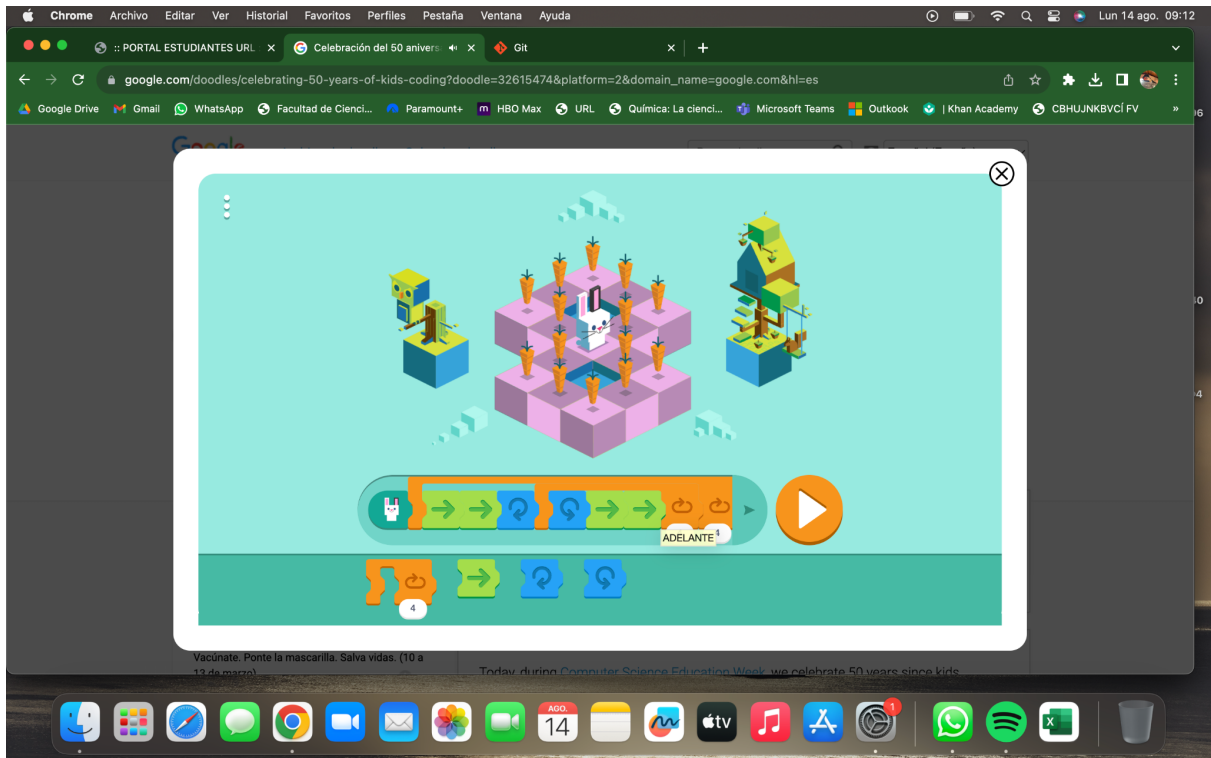 Chrome Archivo Editar Ver Historial Favoritos Perfiles Pestaña Ventana Ayuda Lun 14 ago. 09:12
:: PORTAL ESTUDIANTES URL Celebración del 50 anivers Git
google.com/doodles/celebrating-50-years-of-kids-coding?doodle=32615474&platform=2&domain_name=google.com&hl=es
Google Drive Gmail WhatsApp Facultad de Cienci... Paramount+ HBO Max URL Química: La cienci... Microsoft Teams Outkook | Khan Academy CBHUJNKBVCÍ FV »
ADELANTE
4
Vacúnate. Ponte la mascarilla. Salva vidas. (10 a
13 de marzo)
Today, during Computer Science Education Week, we celebrate 50 years since kids
AGO.
14
tv
1